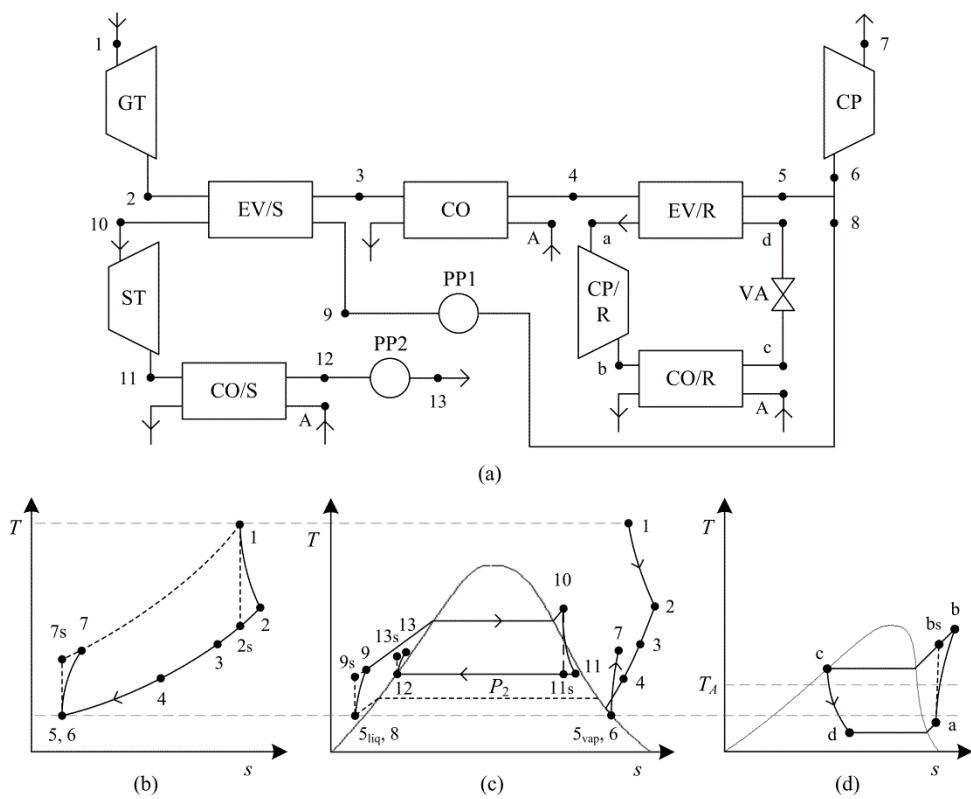 1
7
GT
CP
2
3
4
5
6
EV/S
CO
EV/R
10
A
a
d
8
ST
PP1
CP/
R
VA
9
11
12
PP2
b
c
CO/S
CO/R
A
13
A
(a)
T
T
T
1
1
10
b
7s
7
2
13s
13
2
bs
2s
9s
9
7
c
3
11
3
T_A
4
12
P_2
11s
4
a
d
5, 6
s
5liq, 8
5vap, 6
s
s
(b)
(c)
(d)